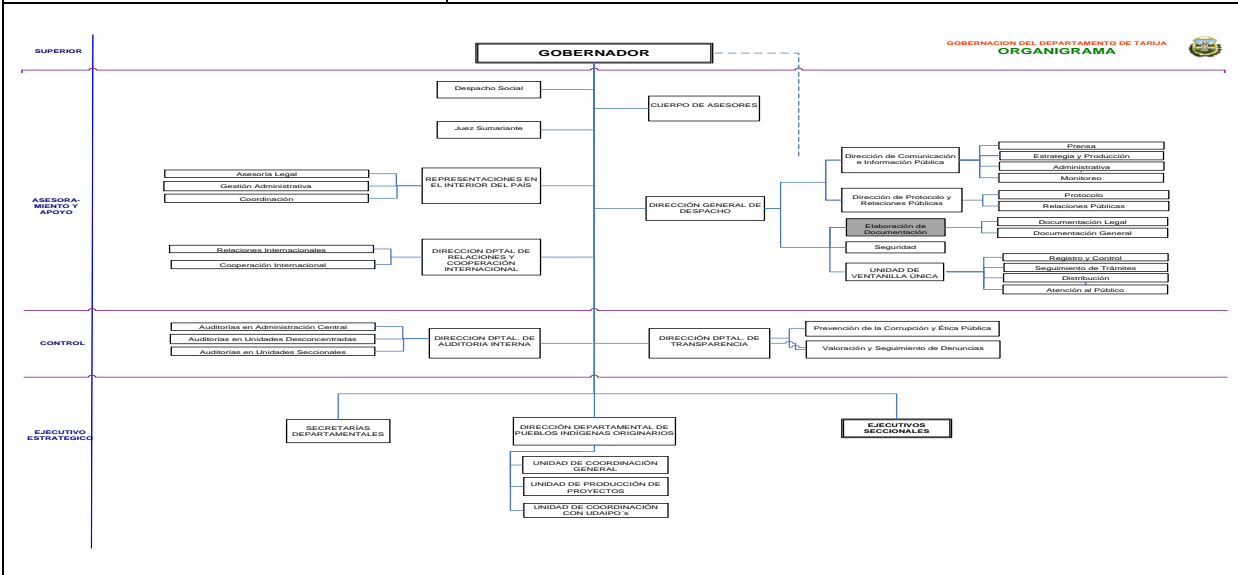 SUPERIOR
GOBERNADOR
GOBERNACION DEL DEPARTAMENTO DE TARIJA
ORGANIGRAMA
Despacho Social
CUERPO DE ASESORES
Juez Sumariante
ASESORA-
MIENTO Y
APOYO
Asesoría Legal
Gestión Administrativa
Coordinación
REPRESENTACIONES EN
EL INTERIOR DEL PAÍS
DIRECCIÓN GENERAL DE
DESPACHO
Dirección de Comunicación
e Información Pública
Prensa
Estrategia y Producción
Administrativa
Monitoreo
Dirección de Protocolo y
Relaciones Públicas
Protocolo
Relaciones Públicas
Elaboración de
Documentación
Documentación Legal
Documentación General
Seguridad
UNIDAD DE
VENTANILLA ÚNICA
Registro y Control
Seguimiento de Trámites
Distribución
Atención al Público
Relaciones Internacionales
Cooperación Internacional
DIRECCION DPTAL DE
RELACIONES Y
COOPERACIÓN
INTERNACIONAL
CONTROL
Auditorías en Administración Central
Auditorías en Unidades Desconcentradas
Auditorías en Unidades Seccionales
DIRECCION DPTAL. DE
AUDITORIA INTERNA
DIRECCIÓN DPTAL. DE
TRANSPARENCIA
Prevención de la Corrupción y Ética Pública
Valoración y Seguimiento de Denuncias
EJECUTIVO
ESTRATEGICO
SECRETARÍAS
DEPARTAMENTALES
DIRECCIÓN DEPARTAMENTAL DE
PUEBLOS INDÍGENAS ORIGINARIOS
EJECUTIVOS
SECCIONALES
UNIDAD DE COORDINACIÓN
GENERAL
UNIDAD DE PRODUCCIÓN DE
PROYECTOS
UNIDAD DE COORDINACIÓN
CON UDAIPO´s